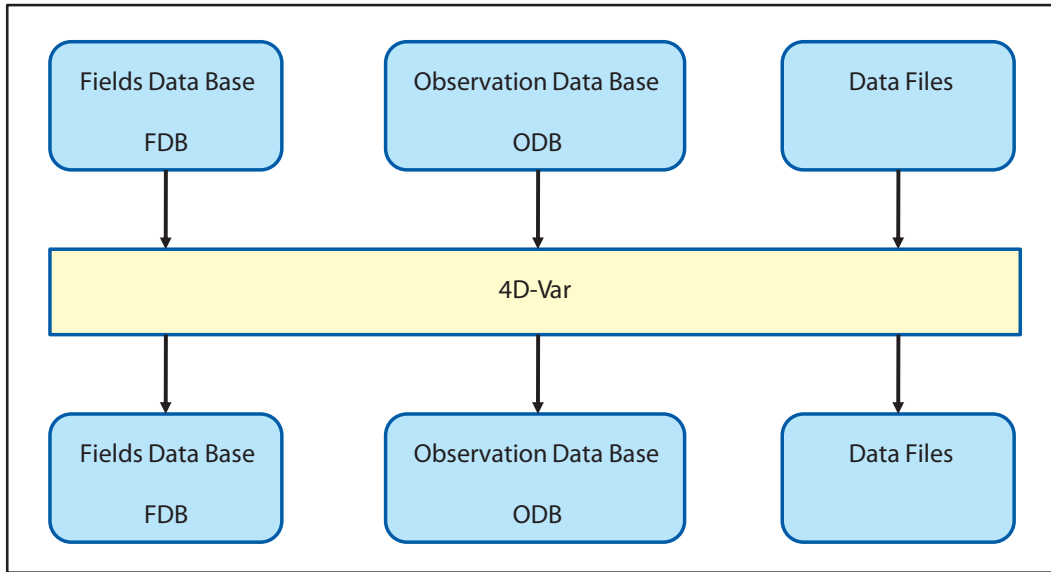 Fields Data Base
FDB
Observation Data Base
ODB
Data Files
4D-Var
Fields Data Base
FDB
Observation Data Base
ODB
Data Files